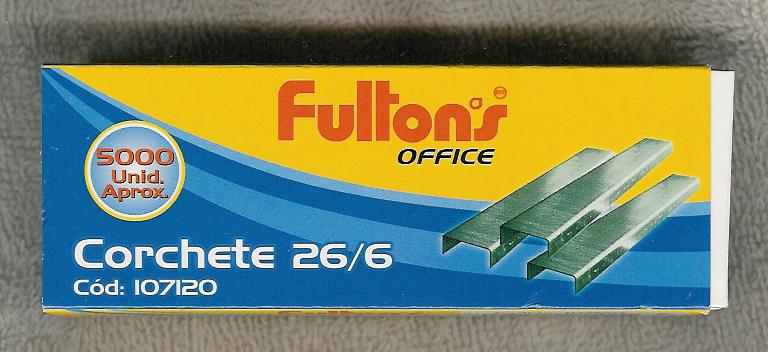 Fulton's
OFFICE
5000
Unid.
Aprox.
Corchete 26/6
Cód: 107120